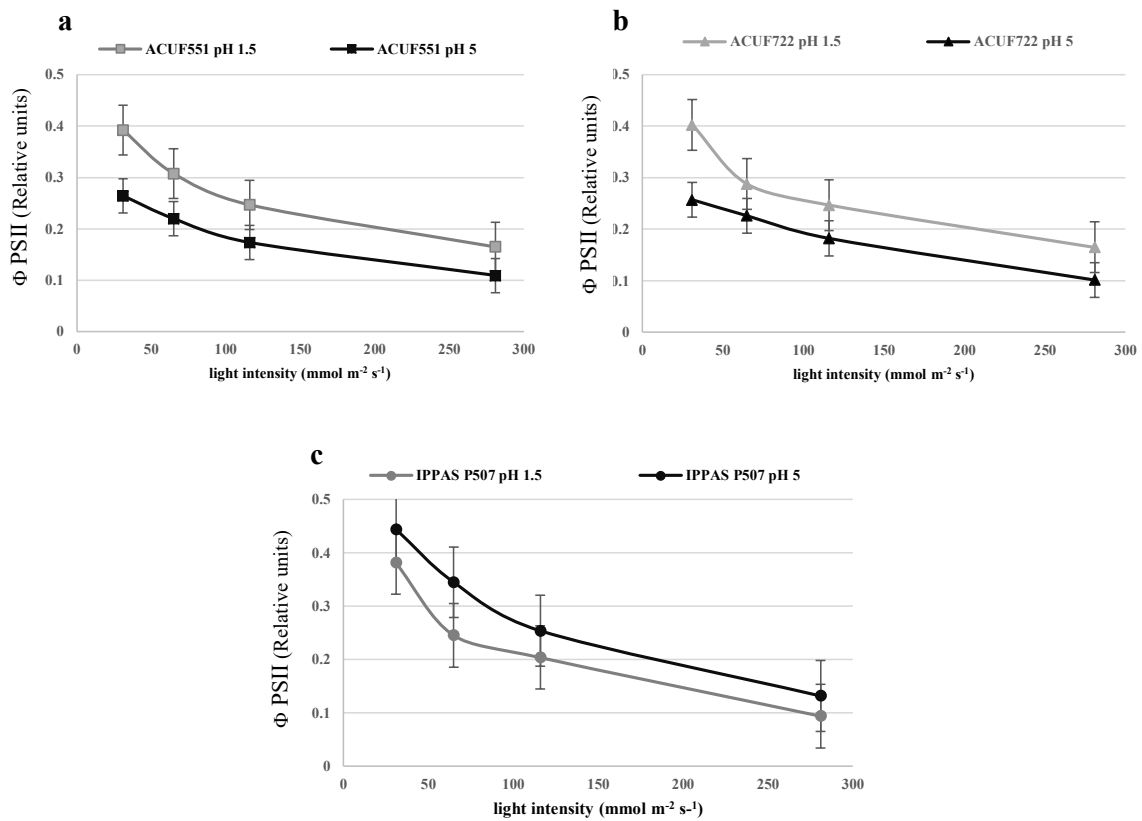 a
ACUF551 pH 1.5 ACUF551 pH 5
Φ PSII (Relative units)
0.5
0.4
0.3
0.2
0.1
0
0 50 100 150 200 250 300
light intensity (mmol m⁻² s⁻¹)
b
ACUF722 pH 1.5 ACUF722 pH 5
Φ PSII (Relative units)
0.5
0.4
0.3
0.2
0.1
0
0 50 100 150 200 250 300
light intensity (mmol m⁻² s⁻¹)
c
IPPAS P507 pH 1.5 IPPAS P507 pH 5
Φ PSII (Relative units)
0.5
0.4
0.3
0.2
0.1
0
0 50 100 150 200 250 300
light intensity (mmol m⁻² s-¹)